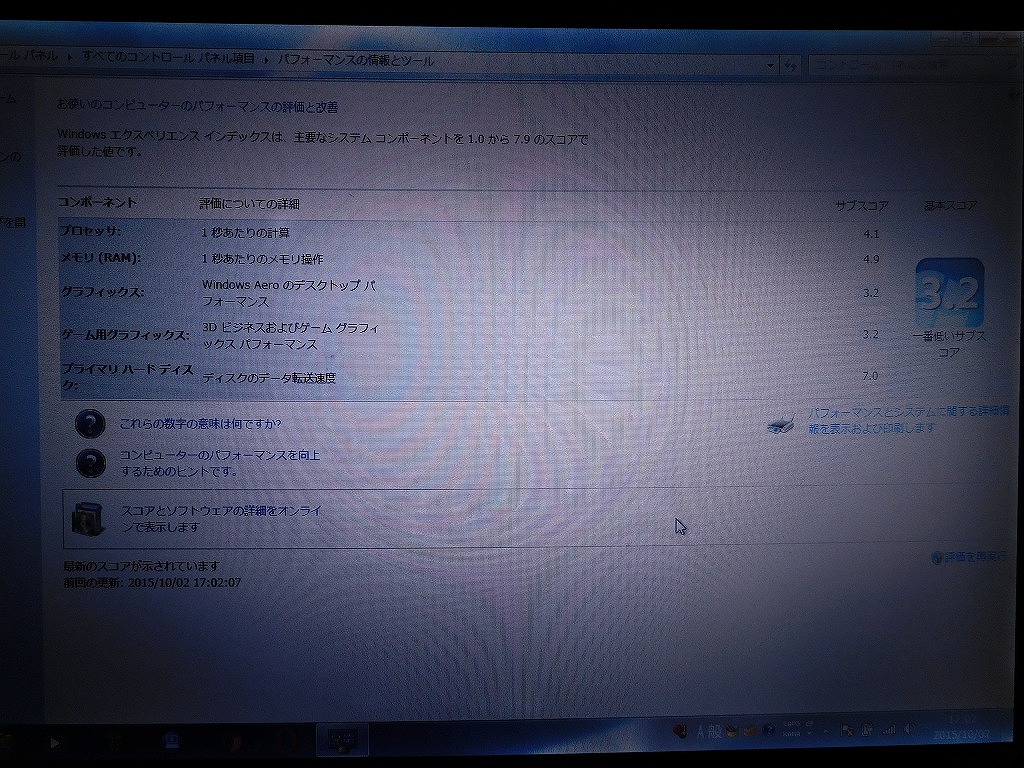 ール パネル ▸ すべてのコントロール パネル項目 ▸ パフォーマンスの情報とツール
お使いのコンピューターのパフォーマンスの評価と改善
Windows エクスペリエンス インデックスは、主要なシステム コンポーネントを 1.0 から 7.9 のスコアで
評価した値です。
コンポーネント 評価についての詳細 サブスコア 基本スコア
プロセッサ: 1 秒あたりの計算 4.1
メモリ (RAM): 1 秒あたりのメモリ操作 4.9
グラフィックス: Windows Aero のデスクトップ パ
フォーマンス 3.2
3.2
ゲーム用グラフィックス: 3D ビジネスおよびゲーム グラフィ
ックス パフォーマンス 3.2
一番低いサブス
コア
プライマリ ハード ディス
ク: ディスクのデータ転送速度 7.0
これらの数字の意味は何ですか?
パフォーマンスとシステムに関する詳細情
報を表示および印刷します
コンピューターのパフォーマンスを向上
するためのヒントです。
スコアとソフトウェアの詳細をオンライ
ンで表示します
最新のスコアが示されています
前回の更新: 2015/10/02 17:02:07
評価を再実行
A 般
CAPS
KANA
2015/10/02